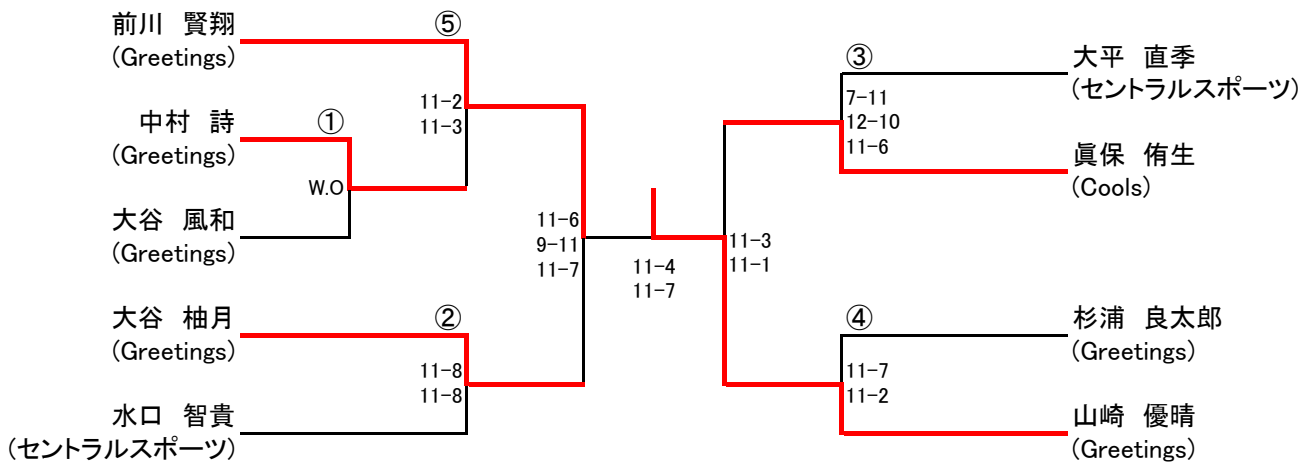 前川　賢翔
(Greetings)
⑤
11-2
11-3
中村　詩
(Greetings)
①
W.O
大谷　風和
(Greetings)
11-6
9-11
11-7
大谷　柚月
(Greetings)
②
11-8
11-8
水口　智貴
(セントラルスポーツ)
11-4
11-7
③
大平　直季
(セントラルスポーツ)
7-11
12-10
11-6
眞保　侑生
(Cools)
11-3
11-1
④
杉浦　良太郎
(Greetings)
11-7
11-2
山崎　優晴
(Greetings)